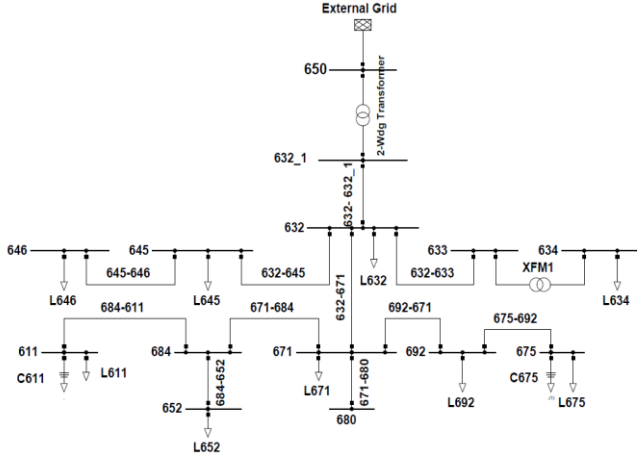 External Grid
650
2-Wdg Transformer
632_1
632- 632_1
632
646
645
633
634
XFM1
645-646
632-645
L632
632-633
L646
L645
L634
684-611
671-684
632-671
692-671
675-692
611
684
671
692
675
C611
L611
684-652
L671
671-680
L692
C675
L675
652
680
L652